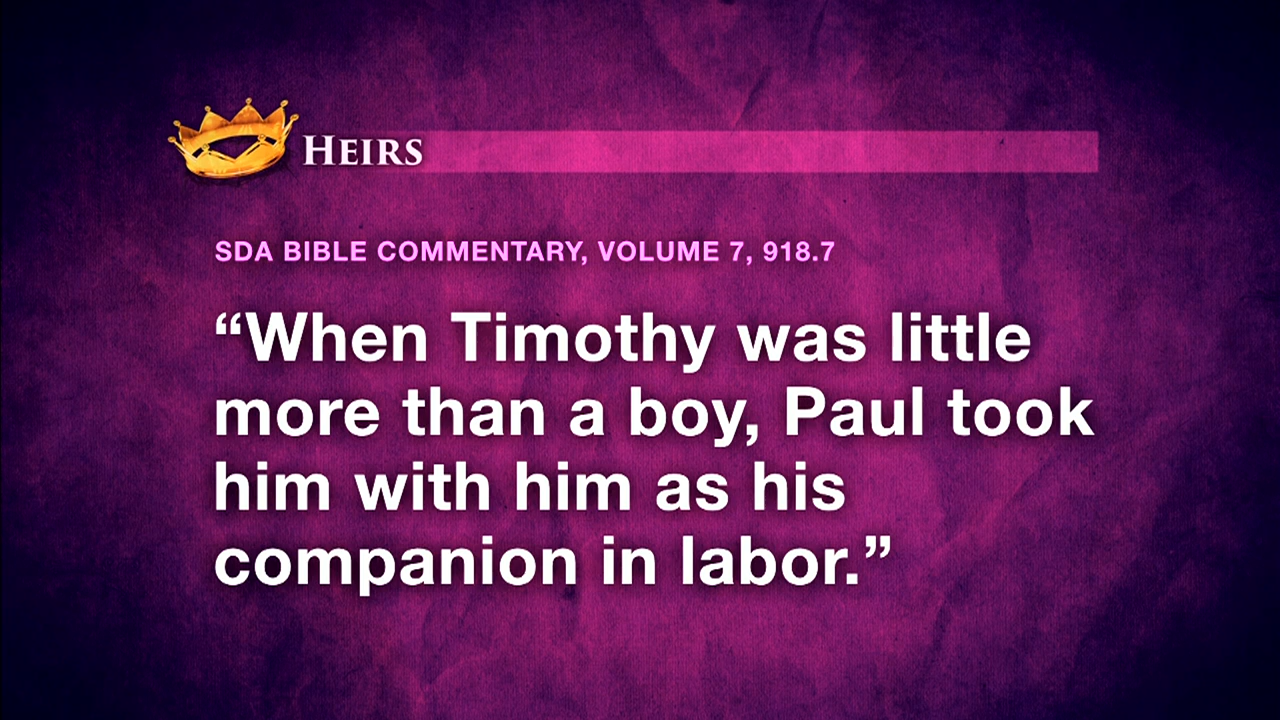 HEIRS
SDA BIBLE COMMENTARY, VOLUME 7, 918.7
“When Timothy was little
more than a boy, Paul took
him with him as his
companion in labor.”